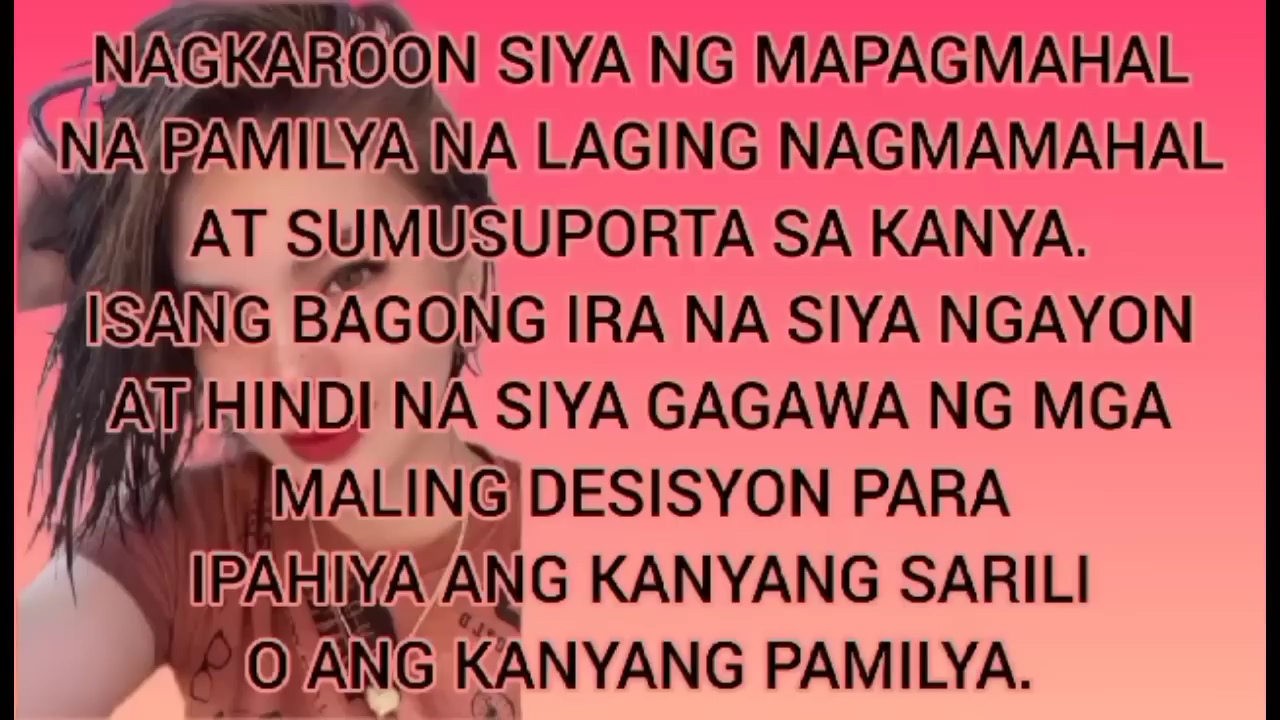 NAGKAROON SIYA NG MAPAGMAHAL
NA PAMILYA NA LAGING NAGMAMAHAL
AT SUMUSUPORTA SA KANYA.
ISANG BAGONG IRA NA SIYA NGAYON
AT HINDI NA SIYA GAGAWA NG MGA
MALING DESISYON PARA
IPAHIYA ANG KANYANG SARILI
O ANG KANYANG PAMILYA.